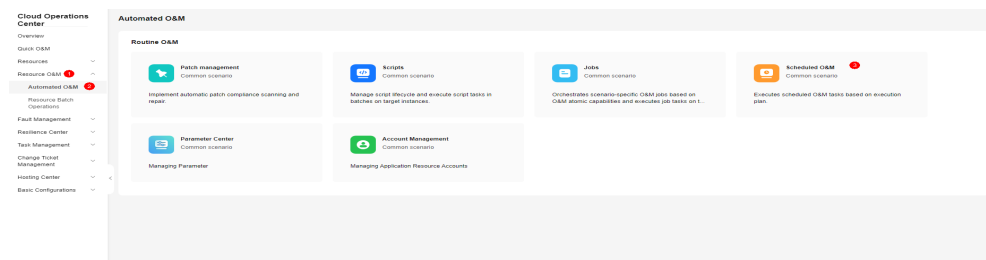 Cloud Operations
Center
Overview
Quick O&M
Resources
Resource O&M 1
Automated O&M 2
Resource Batch
Operations
Fault Management
Resilience Center
Task Management
Change Ticket
Management
Hosting Center
Basic Configurations
Automated O&M
Routine O&M
Patch management
Common scenario
Implement automatic patch compliance scanning and
repair.
Scripts
Common scenario
Manage script lifecycle and execute script tasks in
batches on target instances.
Jobs
Common scenario
Orchestrates scenario-specific O&M jobs based on
O&M atomic capabilities and executes job tasks on t...
Scheduled O&M 3
Common scenario
Executes scheduled O&M tasks based on execution
plan.
Parameter Center
Common scenario
Managing Parameter
Account Management
Common scenario
Managing Application Resource Accounts